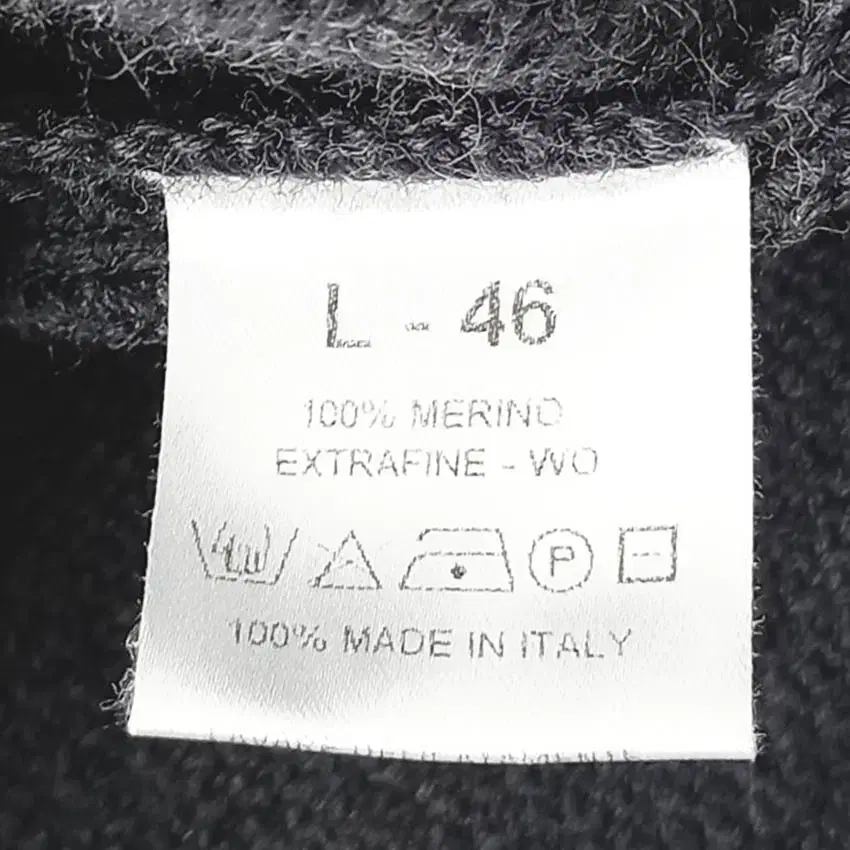 L - 46
100% MERINO
EXTRAFINE - WO
P
100% MADE IN ITALY